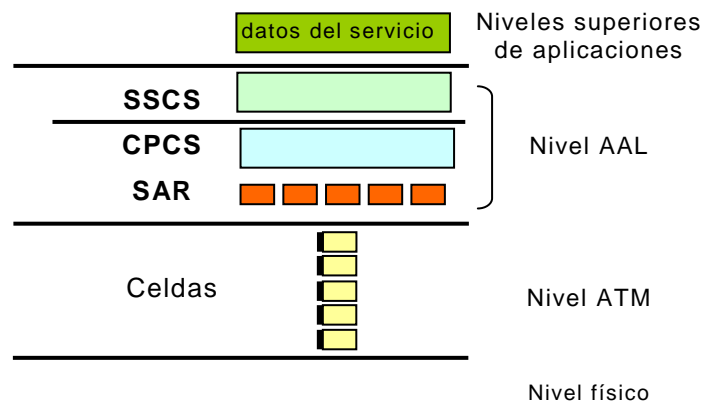 datos del servicio
Niveles superiores
de aplicaciones
SSCS
CPCS
Nivel AAL
SAR
Celdas
Nivel ATM
Nivel físico